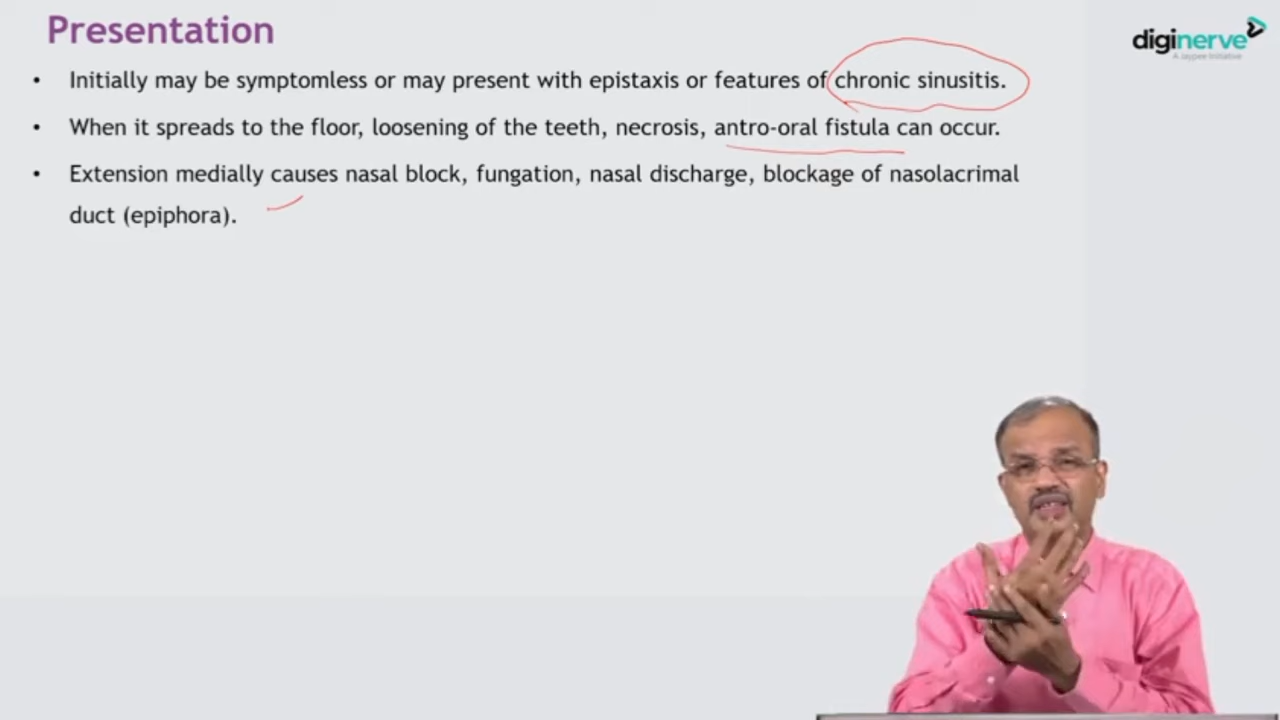 Presentation
diginerve
A Jaypee Initiative
• Initially may be symptomless or may present with epistaxis or features of chronic sinusitis.
• When it spreads to the floor, loosening of the teeth, necrosis, antro-oral fistula can occur.
• Extension medially causes nasal block, fungation, nasal discharge, blockage of nasolacrimal
duct (epiphora).